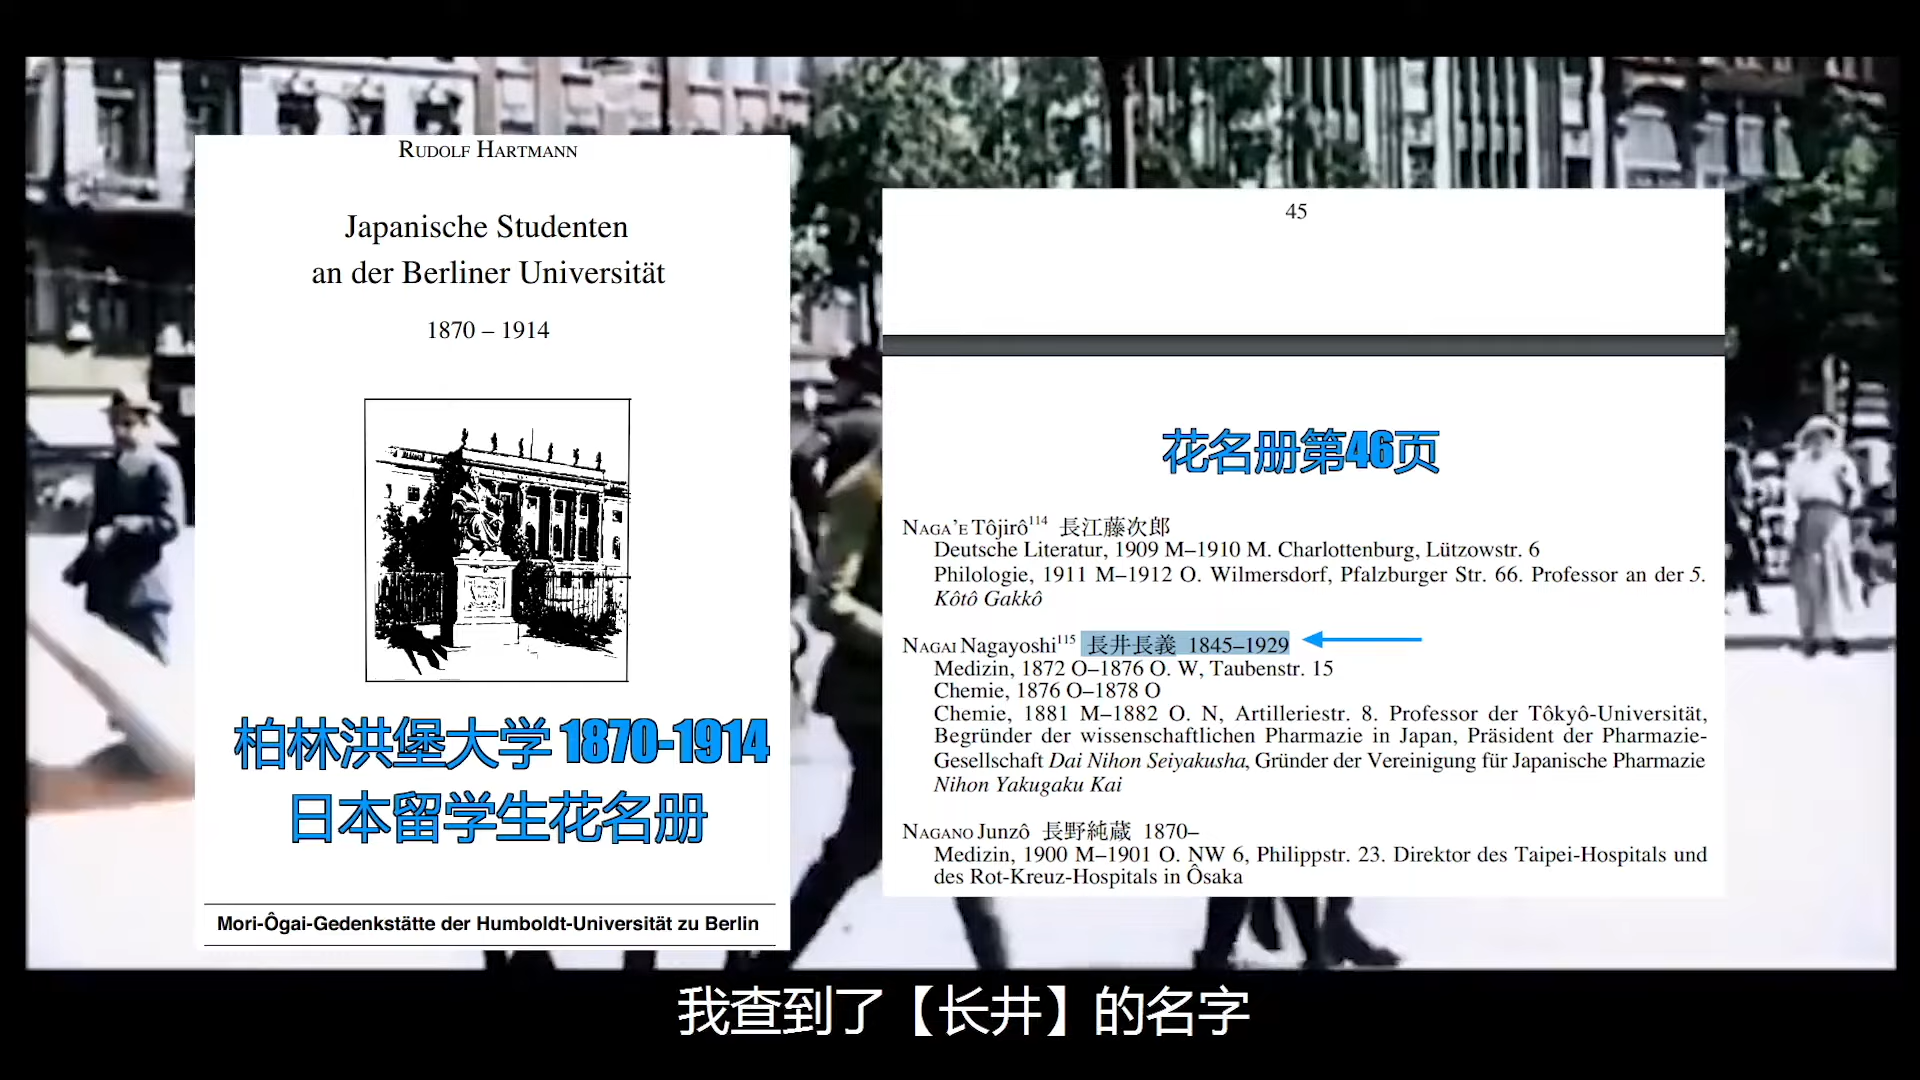 RUDOLF HARTMANN
Japanische Studenten
an der Berliner Universität
1870 – 1914
柏林洪堡大学 1870-1914
日本留学生花名册
Mori-Ôgai-Gedenkstätte der Humboldt-Universität zu Berlin
45
花名册第46页
NAGA’E Tôjirô114 長江藤次郎
Deutsche Literatur, 1909 M–1910 M. Charlottenburg, Lützowstr. 6
Philologie, 1911 M–1912 O. Wilmersdorf, Pfalzburger Str. 66. Professor an der 5.
Kôtô Gakkô
NAGAI Nagayoshi115 長井長義 1845–1929
Medizin, 1872 O–1876 O. W, Taubenstr. 15
Chemie, 1876 O–1878 O
Chemie, 1881 M–1882 O. N, Artilleriestr. 8. Professor der Tôkyô-Universität,
Begründer der wissenschaftlichen Pharmazie in Japan, Präsident der Pharmazie-
Gesellschaft Dai Nihon Seiyakusha, Gründer der Vereinigung für Japanische Pharmazie
Nihon Yakugaku Kai
NAGANO Junzô 長野純蔵 1870–
Medizin, 1900 M–1901 O. NW 6, Philippstr. 23. Direktor des Taipei-Hospitals und
des Rot-Kreuz-Hospitals in Ôsaka
我查到了【长井】的名字